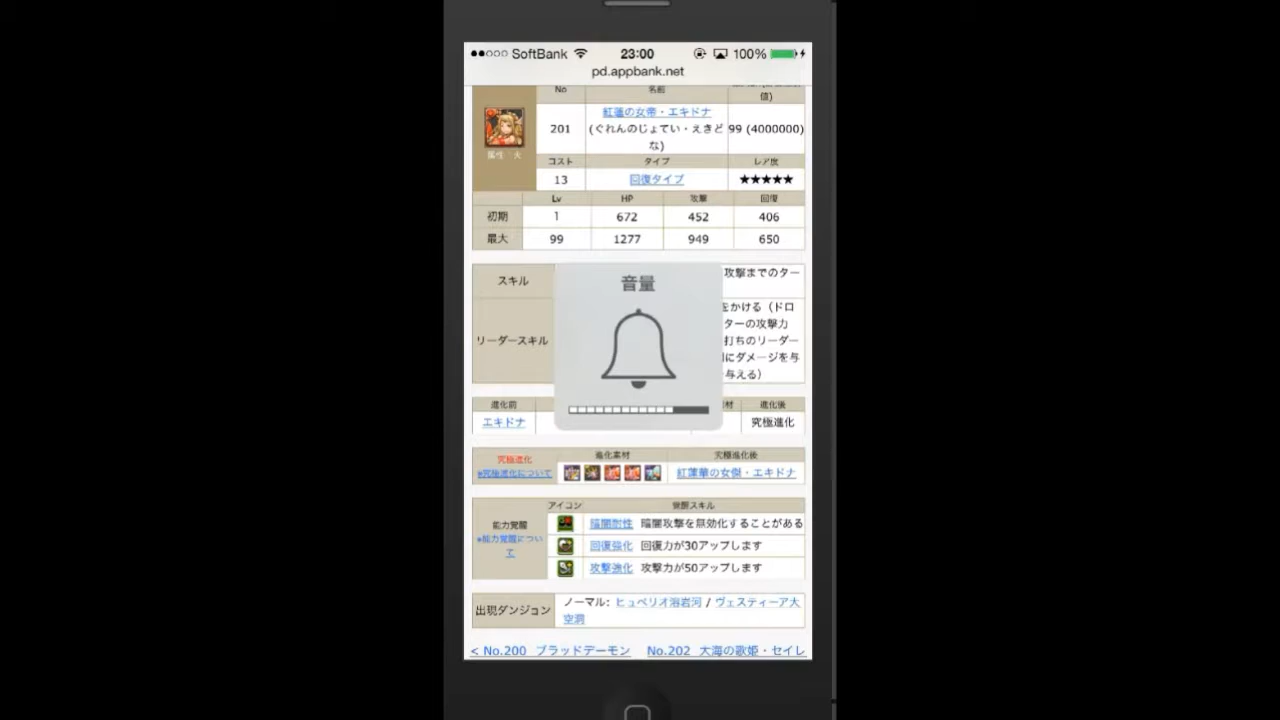 SoftBank 23:00 100%
pd.appbank.net
No 名前 値)
201 紅蓮の女帝・エキドナ
(ぐれんのじょてい・えきどな) 99 (4000000)
属性 火
コスト タイプ レア度
13 回復タイプ ★★★★★
Lv HP 攻撃 回復
初期 1 672 452 406
最大 99 1277 949 650
スキル 攻撃までのター
音量
リーダースキル をかける（ドロ
ターの攻撃力
打ちのリーダー
にダメージを与
与える）
進化前 材 進化後
エキドナ 究極進化
究極進化 進化素材 究極進化後
※究極進化について 紅蓮華の女傑・エキドナ
アイコン 覚醒スキル
能力覚醒 暗闇耐性 暗闇攻撃を無効化することがある
※能力覚醒について 回復強化 回復力が30アップします
攻撃強化 攻撃力が50アップします
出現ダンジョン ノーマル: ヒュペリオ溶岩河 / ヴェスティーア大
空洞
< No.200 ブラッドデーモン No.202 大海の歌姫・セイレ